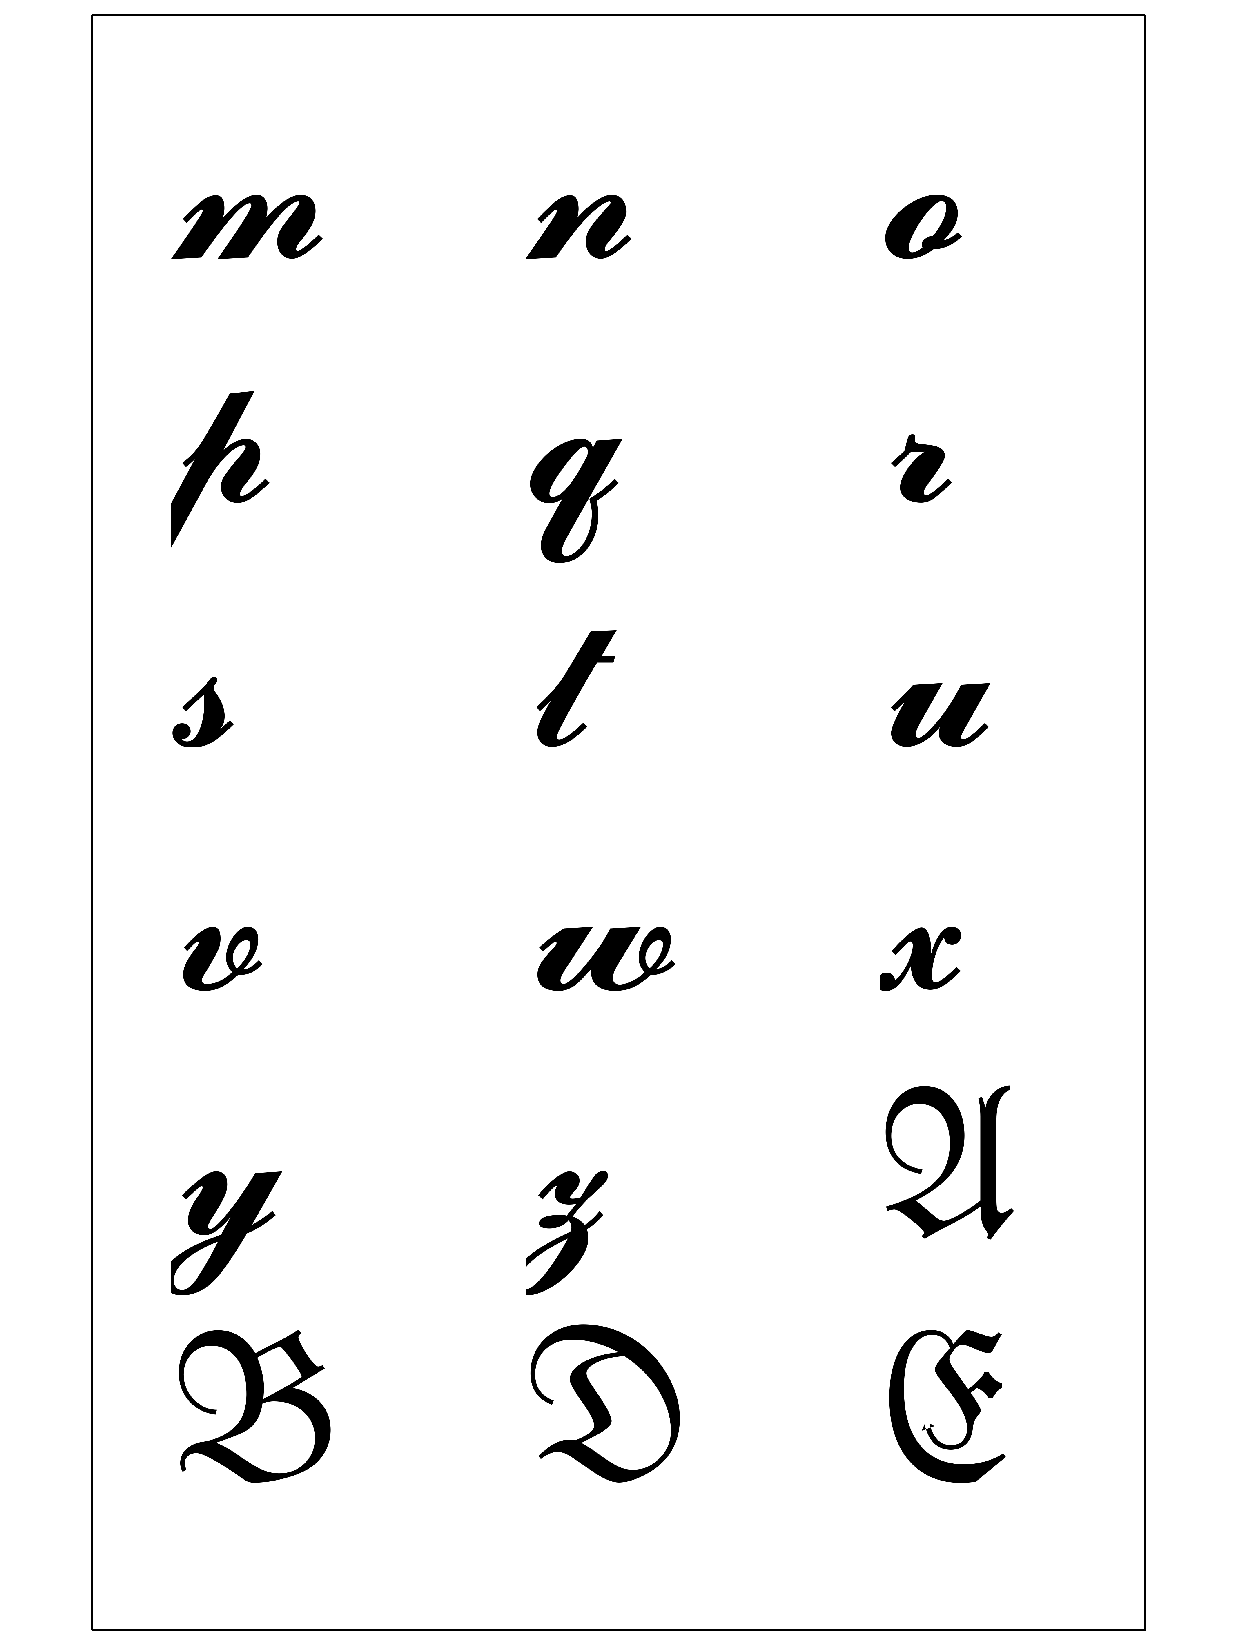 𝓶 𝓷 𝓸
𝓹 𝓺 𝓻
𝓼 𝓽 𝓾
𝓿 𝔀 𝔁
𝔂 𝔃 𝔄
𝔅 𝔇 𝔈